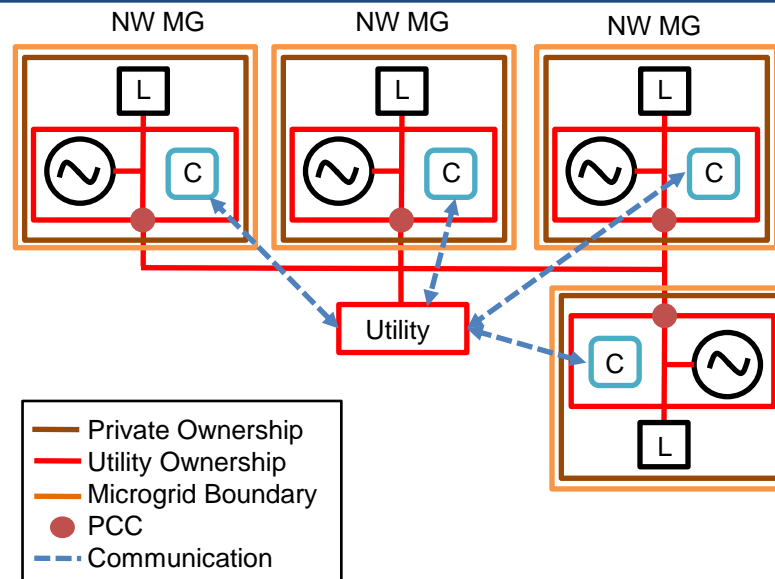 NW MG
NW MG
NW MG
L
L
L
C
C
C
Utility
C
L
Private Ownership
Utility Ownership
Microgrid Boundary
PCC
Communication